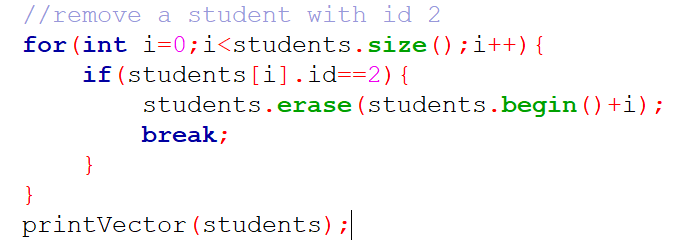 //remove a student with id 2
for(int i=0;i<students.size();i++){
    if(students[i].id==2){
        students.erase(students.begin()+i);
        break;
    }
}
printVector(students);